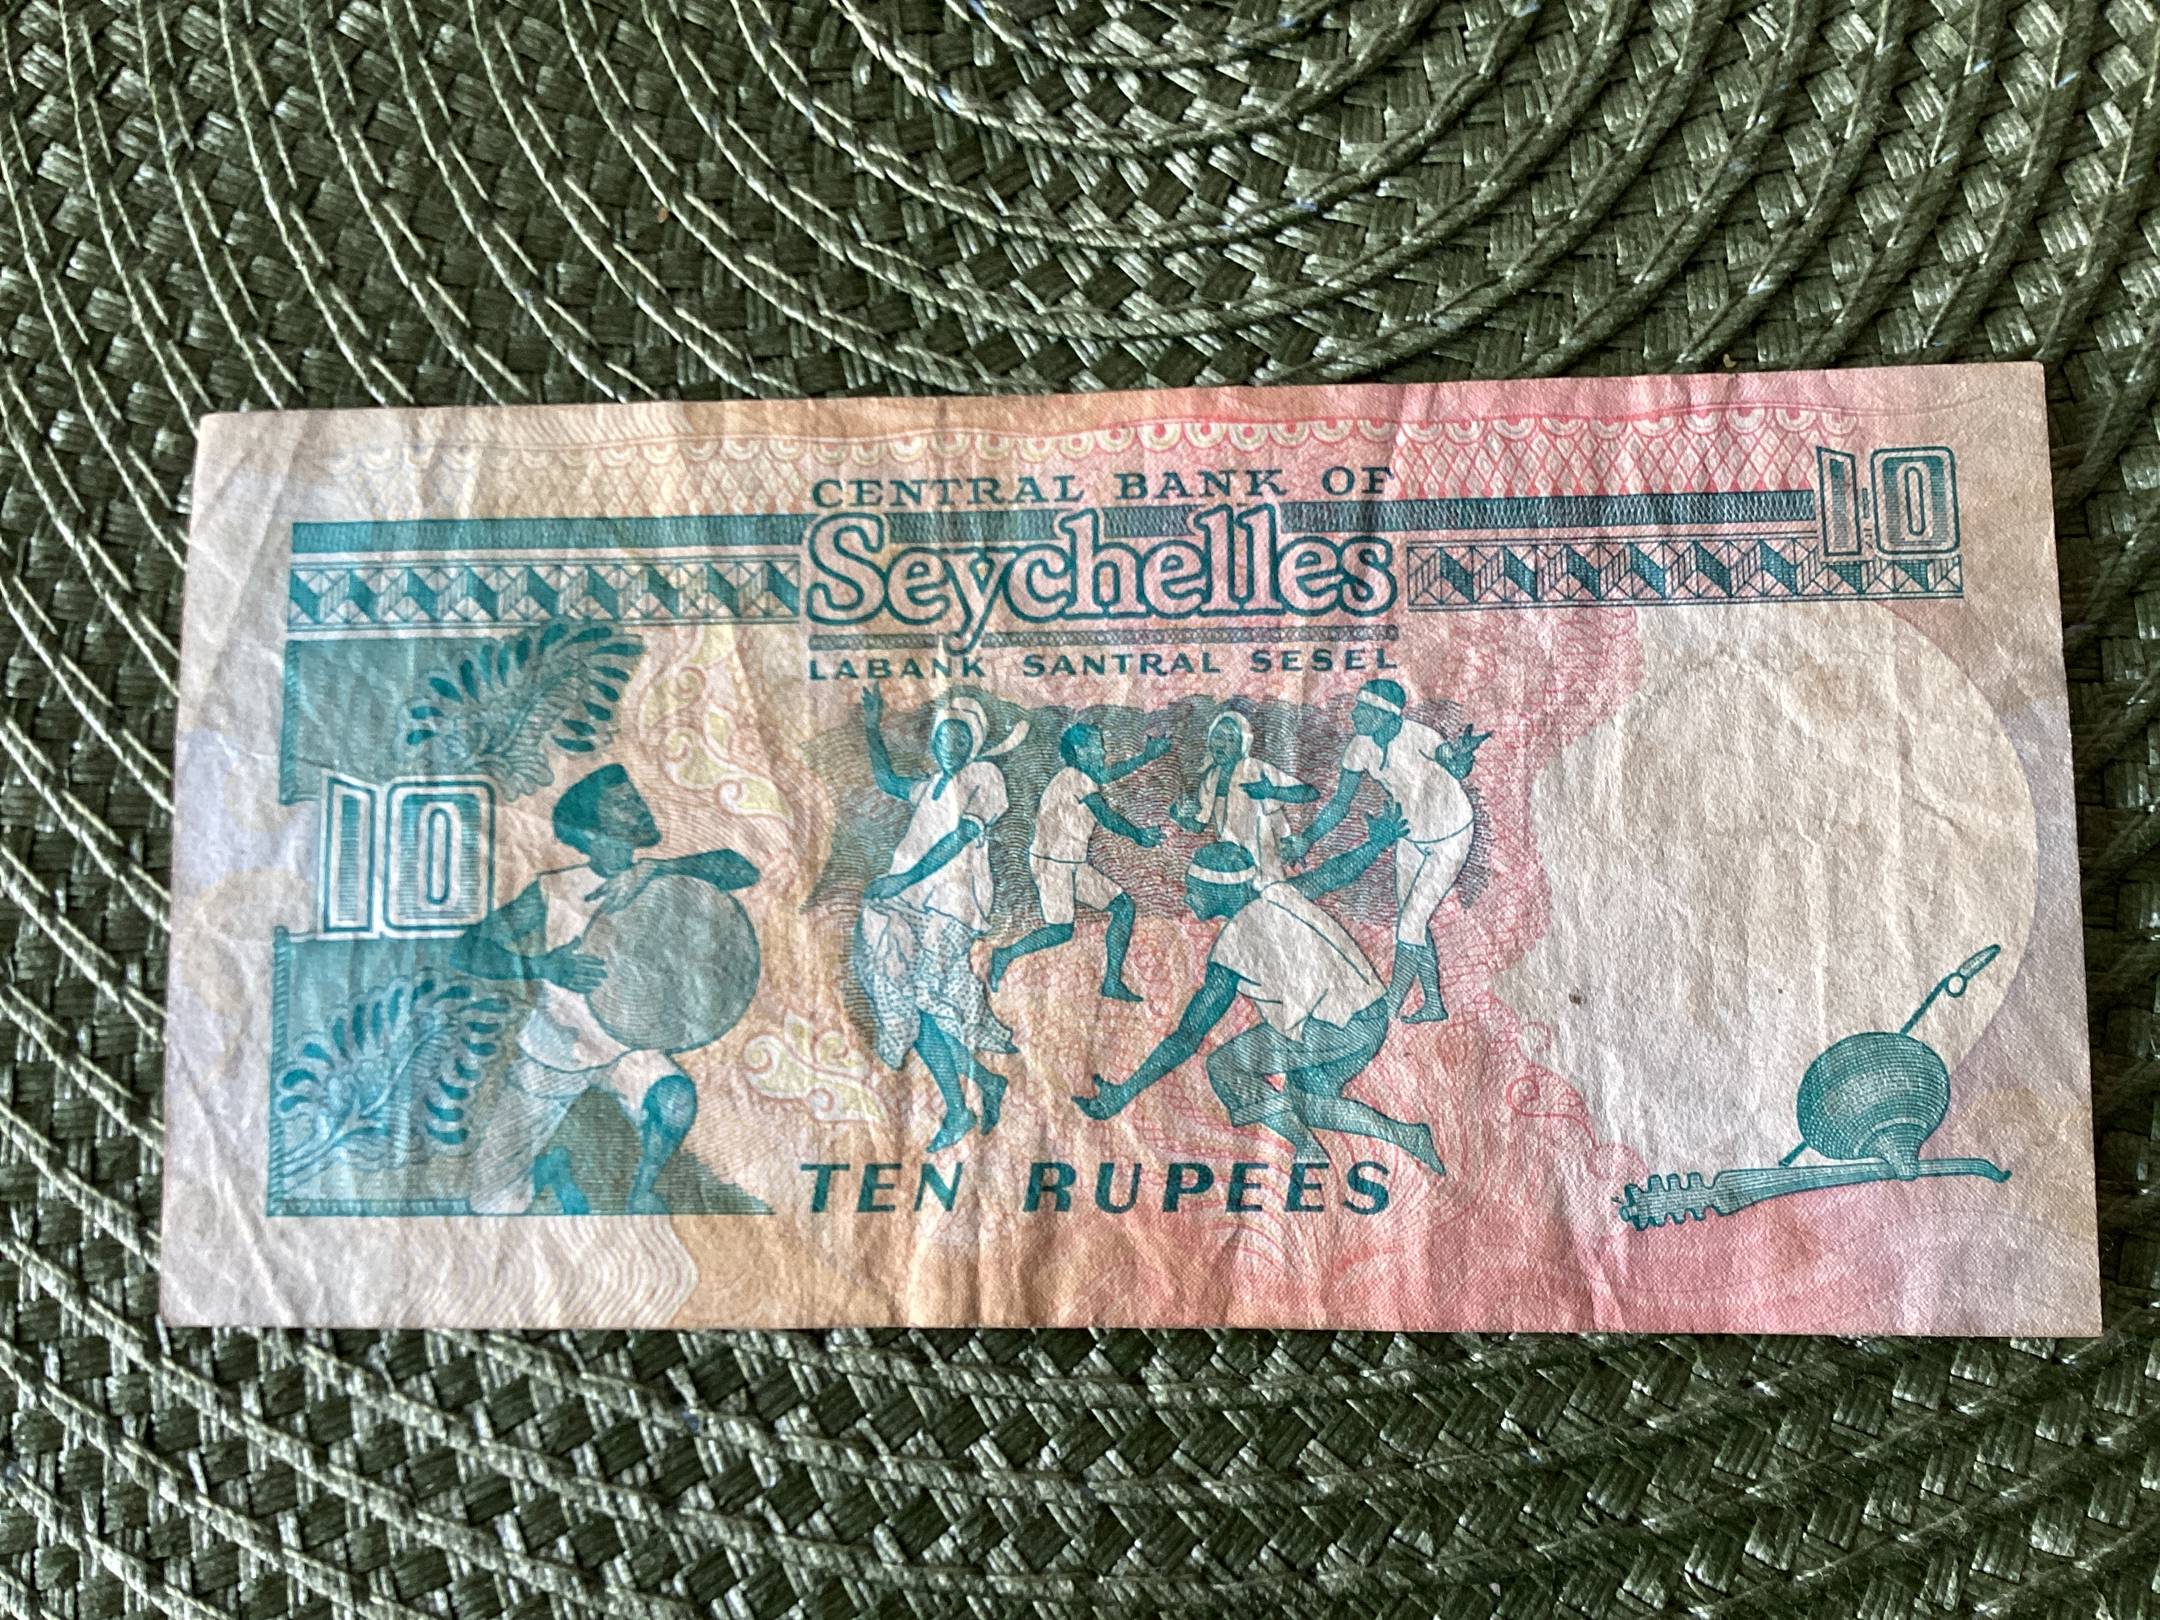 CENTRAL BANK OF
Seychelles
LABANK SANTRAL SESEL
10
10
TEN RUPEES